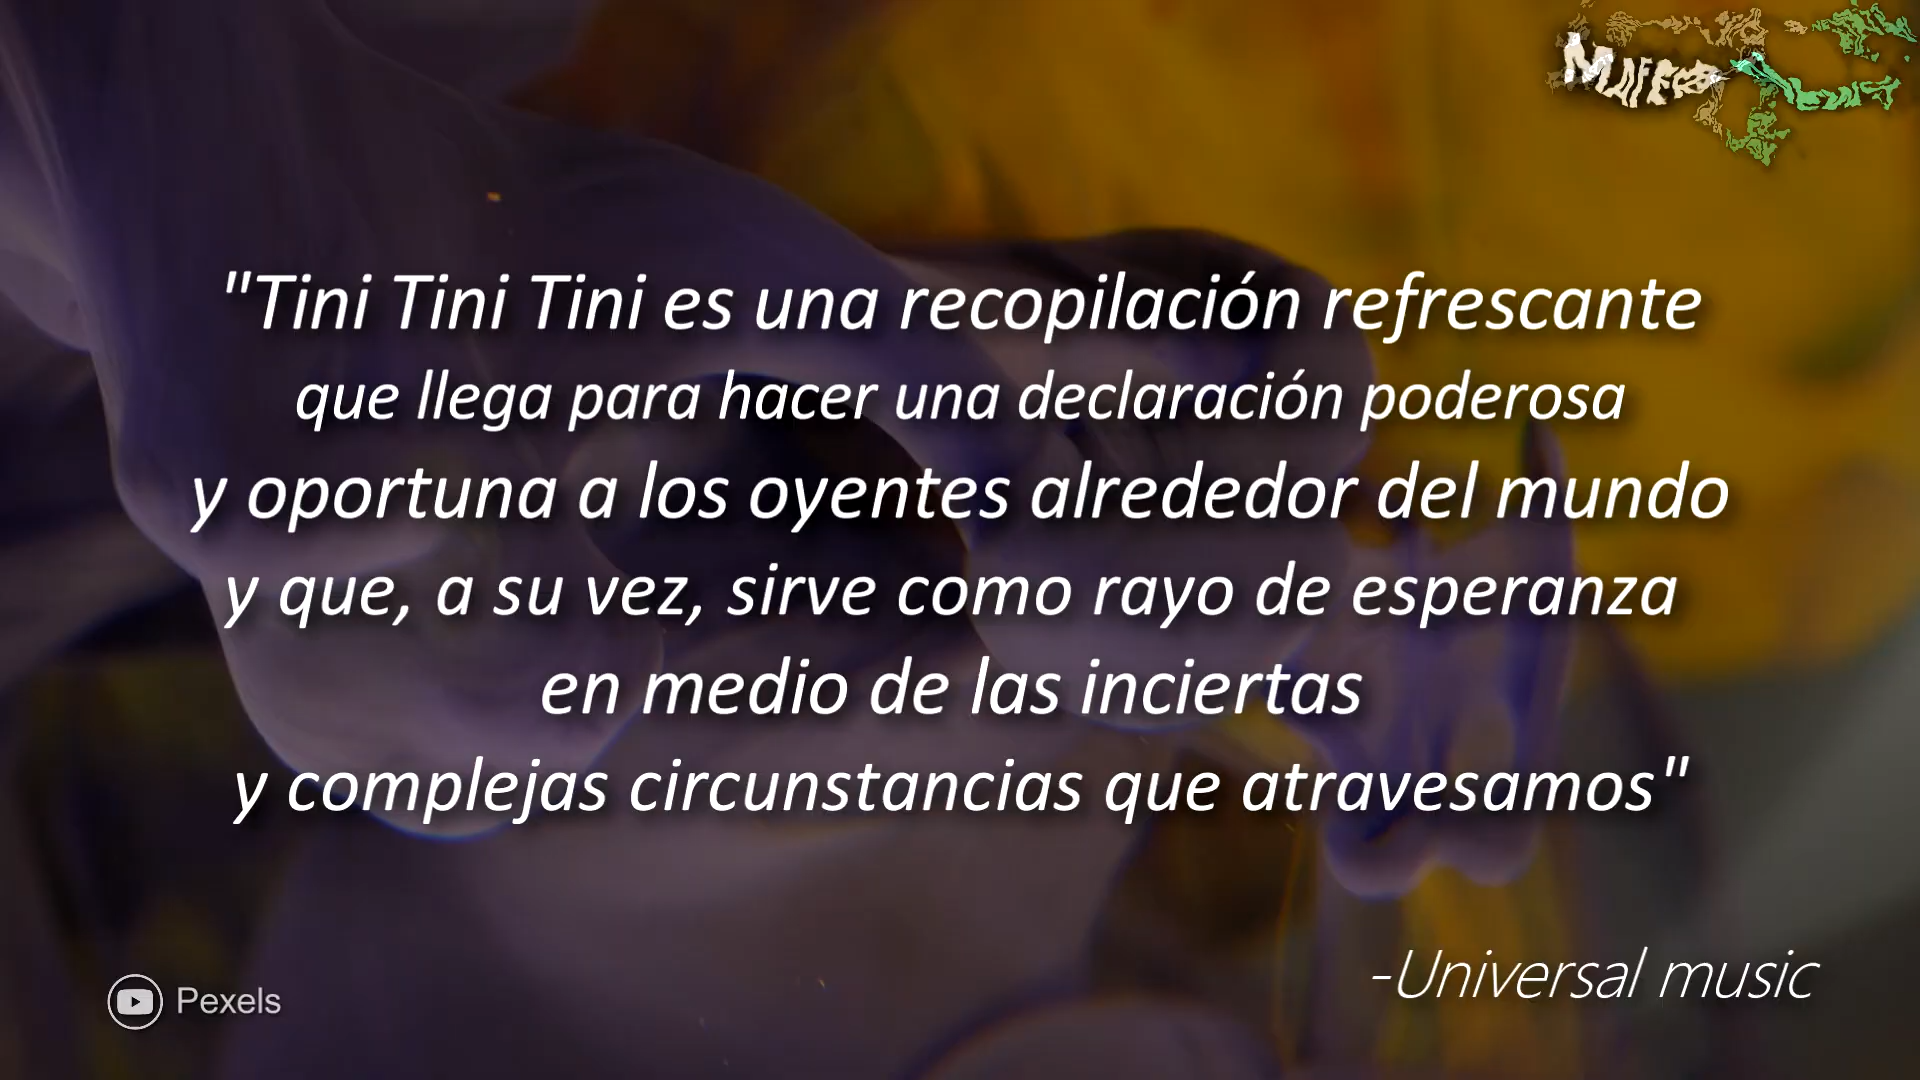 "Tini Tini Tini es una recopilación refrescante
que llega para hacer una declaración poderosa
y oportuna a los oyentes alrededor del mundo
y que, a su vez, sirve como rayo de esperanza
en medio de las inciertas
y complejas circunstancias que atravesamos"
-Universal music
Pexels